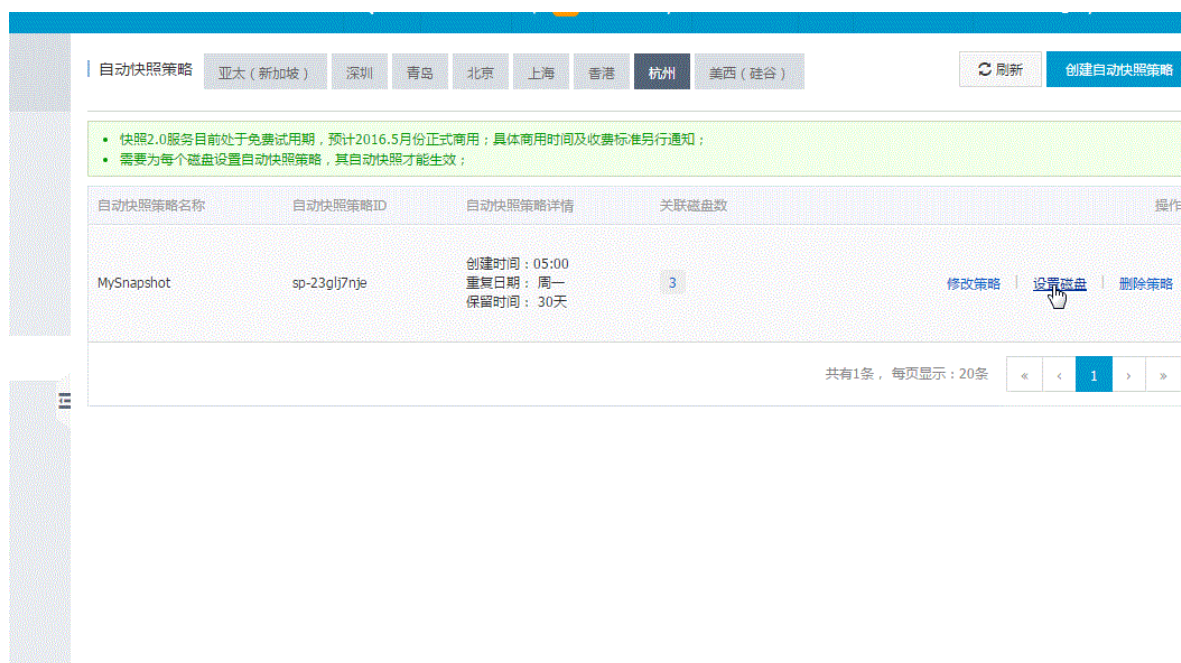 自动快照策略 亚太（新加坡） 深圳 青岛 北京 上海 香港 杭州 美西（硅谷） 刷新 创建自动快照策略
• 快照2.0服务目前处于免费试用期，预计2016.5月份正式商用；具体商用时间及收费标准另行通知；
• 需要为每个磁盘设置自动快照策略，其自动快照才能生效；
自动快照策略名称 自动快照策略ID 自动快照策略详情 关联磁盘数 操作
创建时间：05:00
MySnapshot sp-23glj7nje 重复日期： 周一 3 修改策略 设置磁盘 删除策略
保留时间： 30天
共有1条， 每页显示：20条 « ‹ 1 › »